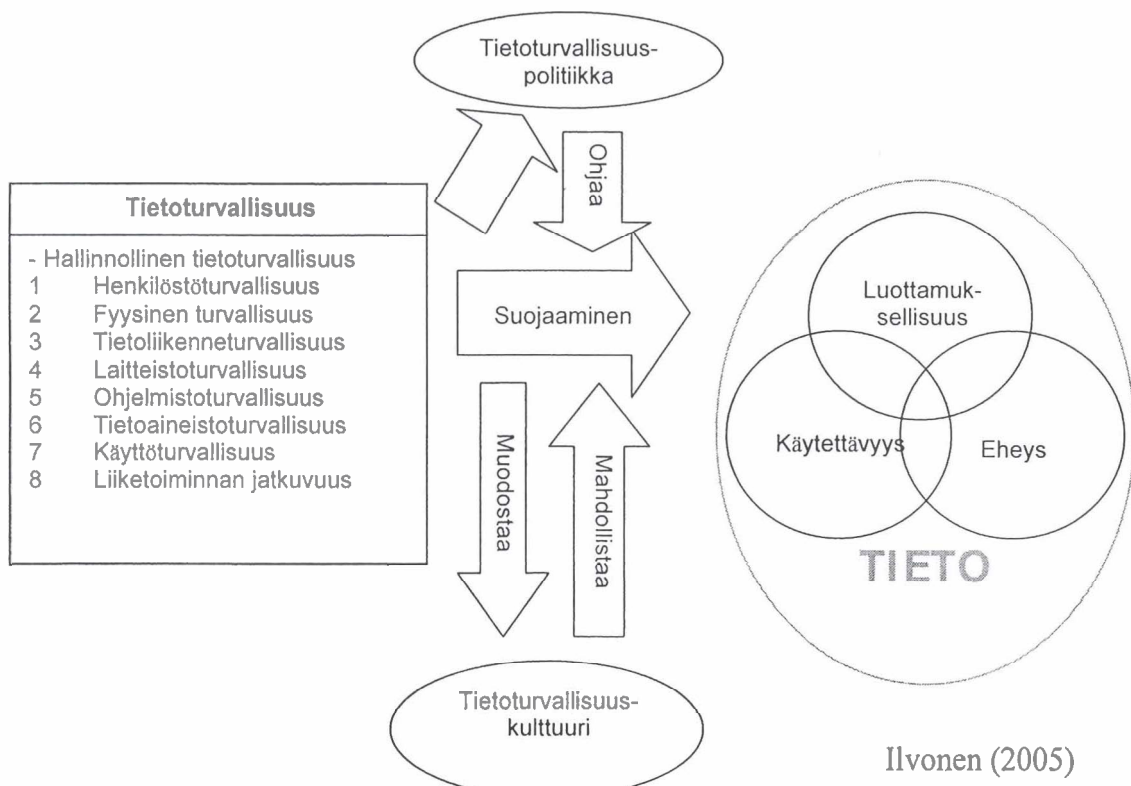 Tietoturvallisuus-
politiikka
Ohjaa
Tietoturvallisuus
- Hallinnollinen tietoturvallisuus
1 Henkilöstöturvallisuus
2 Fyysinen turvallisuus
3 Tietoliikenneturvallisuus
4 Laitteistoturvallisuus
5 Ohjelmistoturvallisuus
6 Tietoaineistoturvallisuus
7 Käyttöturvallisuus
8 Liiketoiminnan jatkuvuus
Suojaaminen
Muodostaa
Mahdollistaa
Luottamuk-
sellisuus
Käytettävyys
Eheys
TIETO
Tietoturvallisuus-
kulttuuri
Ilvonen (2005)